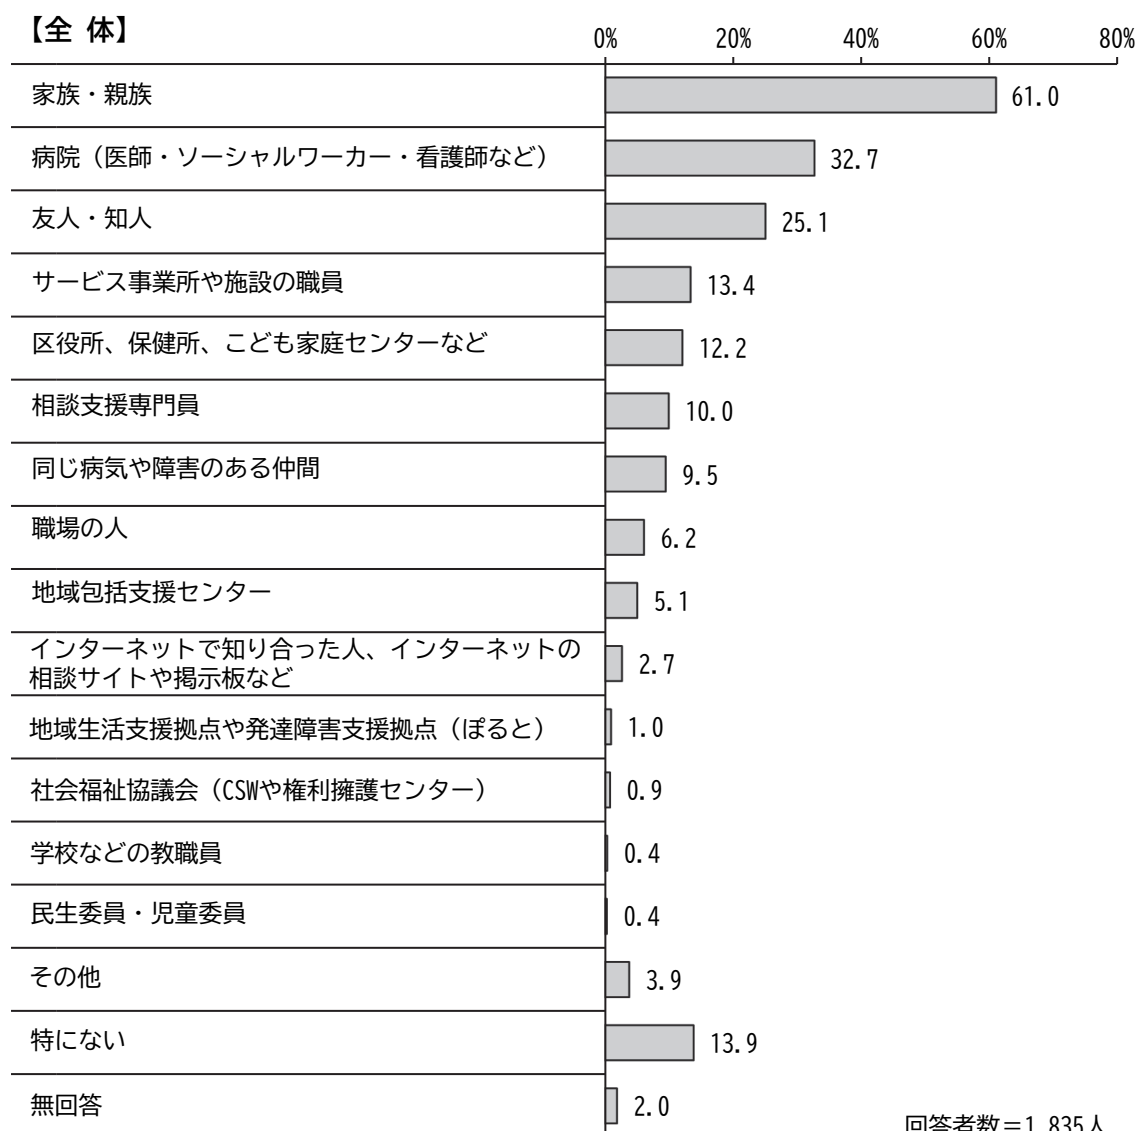 【全 体】
0% 20% 40% 60% 80%
家族・親族 61.0
病院（医師・ソーシャルワーカー・看護師など） 32.7
友人・知人 25.1
サービス事業所や施設の職員 13.4
区役所、保健所、こども家庭センターなど 12.2
相談支援専門員 10.0
同じ病気や障害のある仲間 9.5
職場の人 6.2
地域包括支援センター 5.1
インターネットで知り合った人、インターネットの
相談サイトや掲示板など 2.7
地域生活支援拠点や発達障害支援拠点（ぽると） 1.0
社会福祉協議会（CSWや権利擁護センター） 0.9
学校などの教職員 0.4
民生委員・児童委員 0.4
その他 3.9
特にない 13.9
無回答 2.0
回答者数＝1,835人